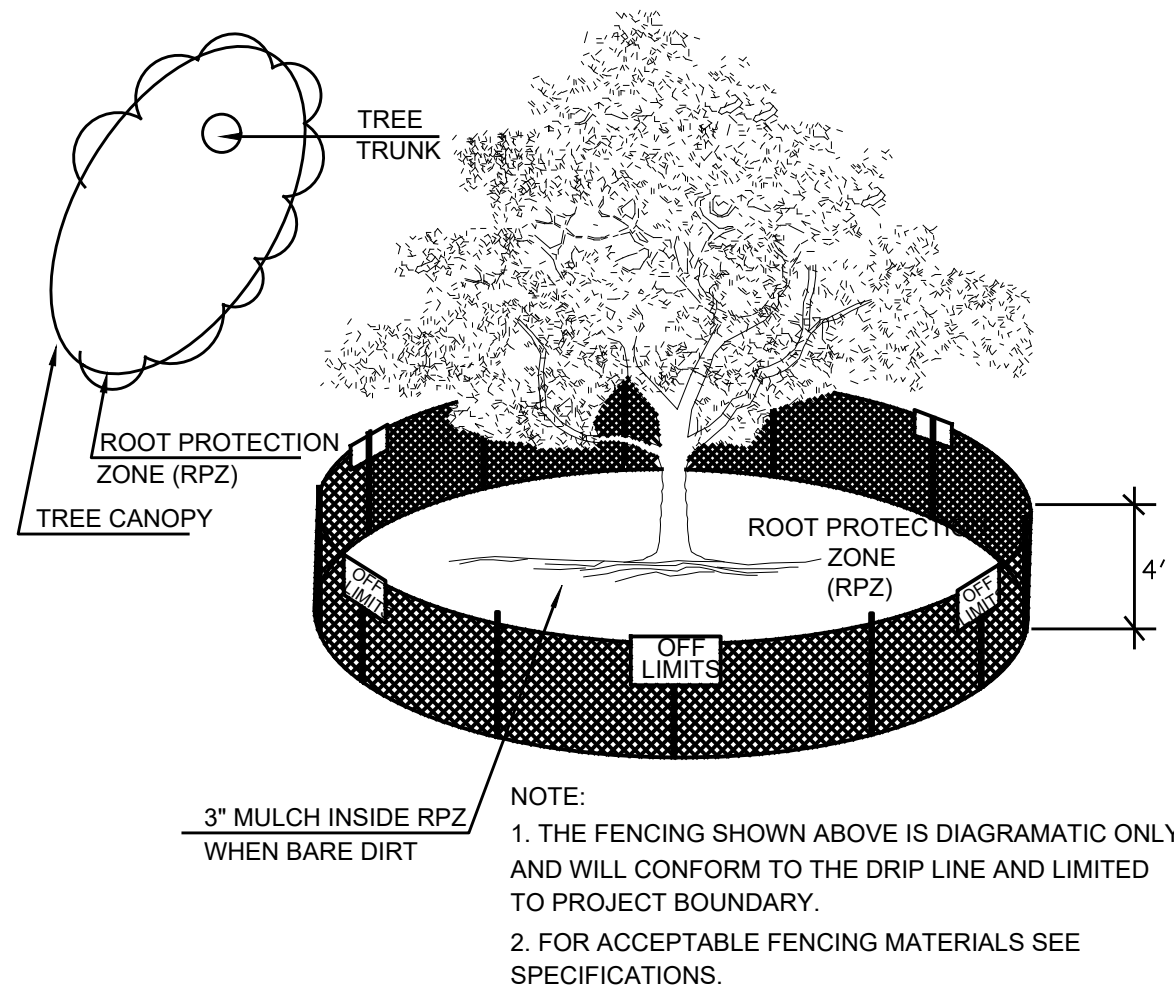 TREE
TRUNK
ROOT PROTECTION
ZONE (RPZ)
TREE CANOPY
ROOT PROTECTIO
ZONE
(RPZ)
4'
OFF
LIMITS
OFF
LIMITS
OFF
LIMITS
3" MULCH INSIDE RPZ
WHEN BARE DIRT
NOTE:
1. THE FENCING SHOWN ABOVE IS DIAGRAMATIC ONLY
AND WILL CONFORM TO THE DRIP LINE AND LIMITED
TO PROJECT BOUNDARY.
2. FOR ACCEPTABLE FENCING MATERIALS SEE
SPECIFICATIONS.